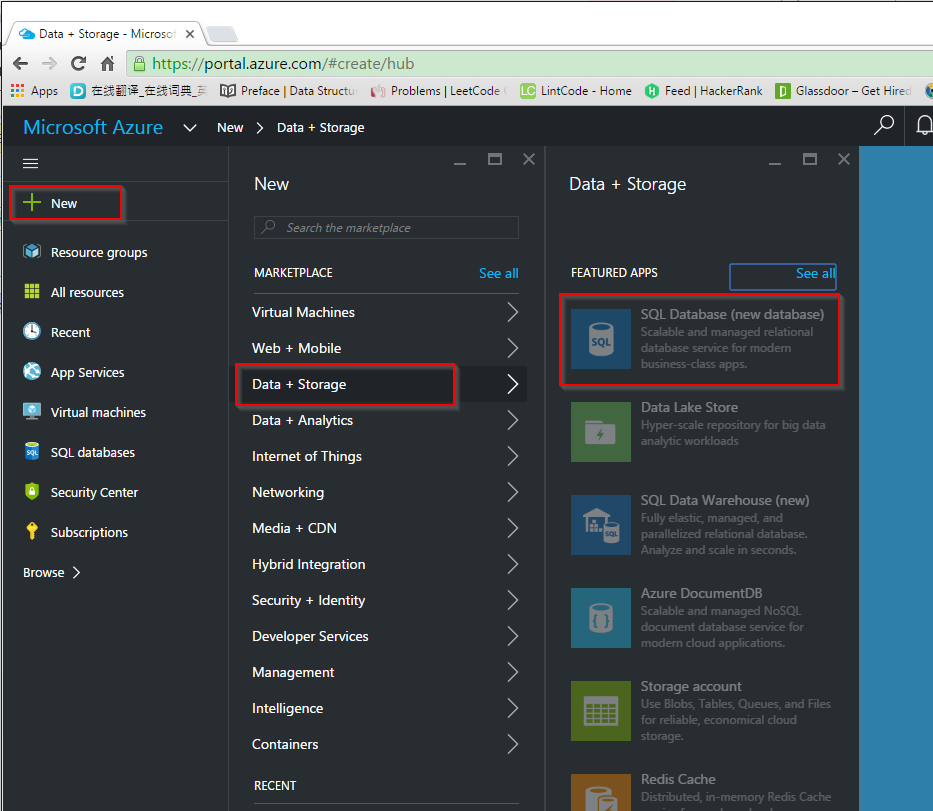 Data + Storage - Microsof
https://portal.azure.com/#create/hub
Apps
在线翻译_在线词典_英
Preface | Data Structu
Problems | LeetCode
LC
LintCode - Home
Feed | HackerRank
Glassdoor – Get Hired
Microsoft Azure
New
Data + Storage
New
Resource groups
All resources
Recent
App Services
Virtual machines
SQL databases
Security Center
Subscriptions
Browse
New
Search the marketplace
MARKETPLACE
See all
Virtual Machines
Web + Mobile
Data + Storage
Data + Analytics
Internet of Things
Networking
Media + CDN
Hybrid Integration
Security + Identity
Developer Services
Management
Intelligence
Containers
RECENT
Data + Storage
FEATURED APPS
See all
SQL
SQL Database (new database)
Scalable and managed relational
database service for modern
business-class apps.
Data Lake Store
Hyper-scale repository for big data
analytic workloads
SQL
SQL Data Warehouse (new)
Fully elastic, managed, and
parallelized relational database.
Analyze and scale in seconds.
Azure DocumentDB
Scalable and managed NoSQL
document database service for
modern cloud applications.
Storage account
Use Blobs, Tables, Queues, and Files
for reliable, economical cloud
storage.
Redis Cache
Distributed, in-memory Redis Cache